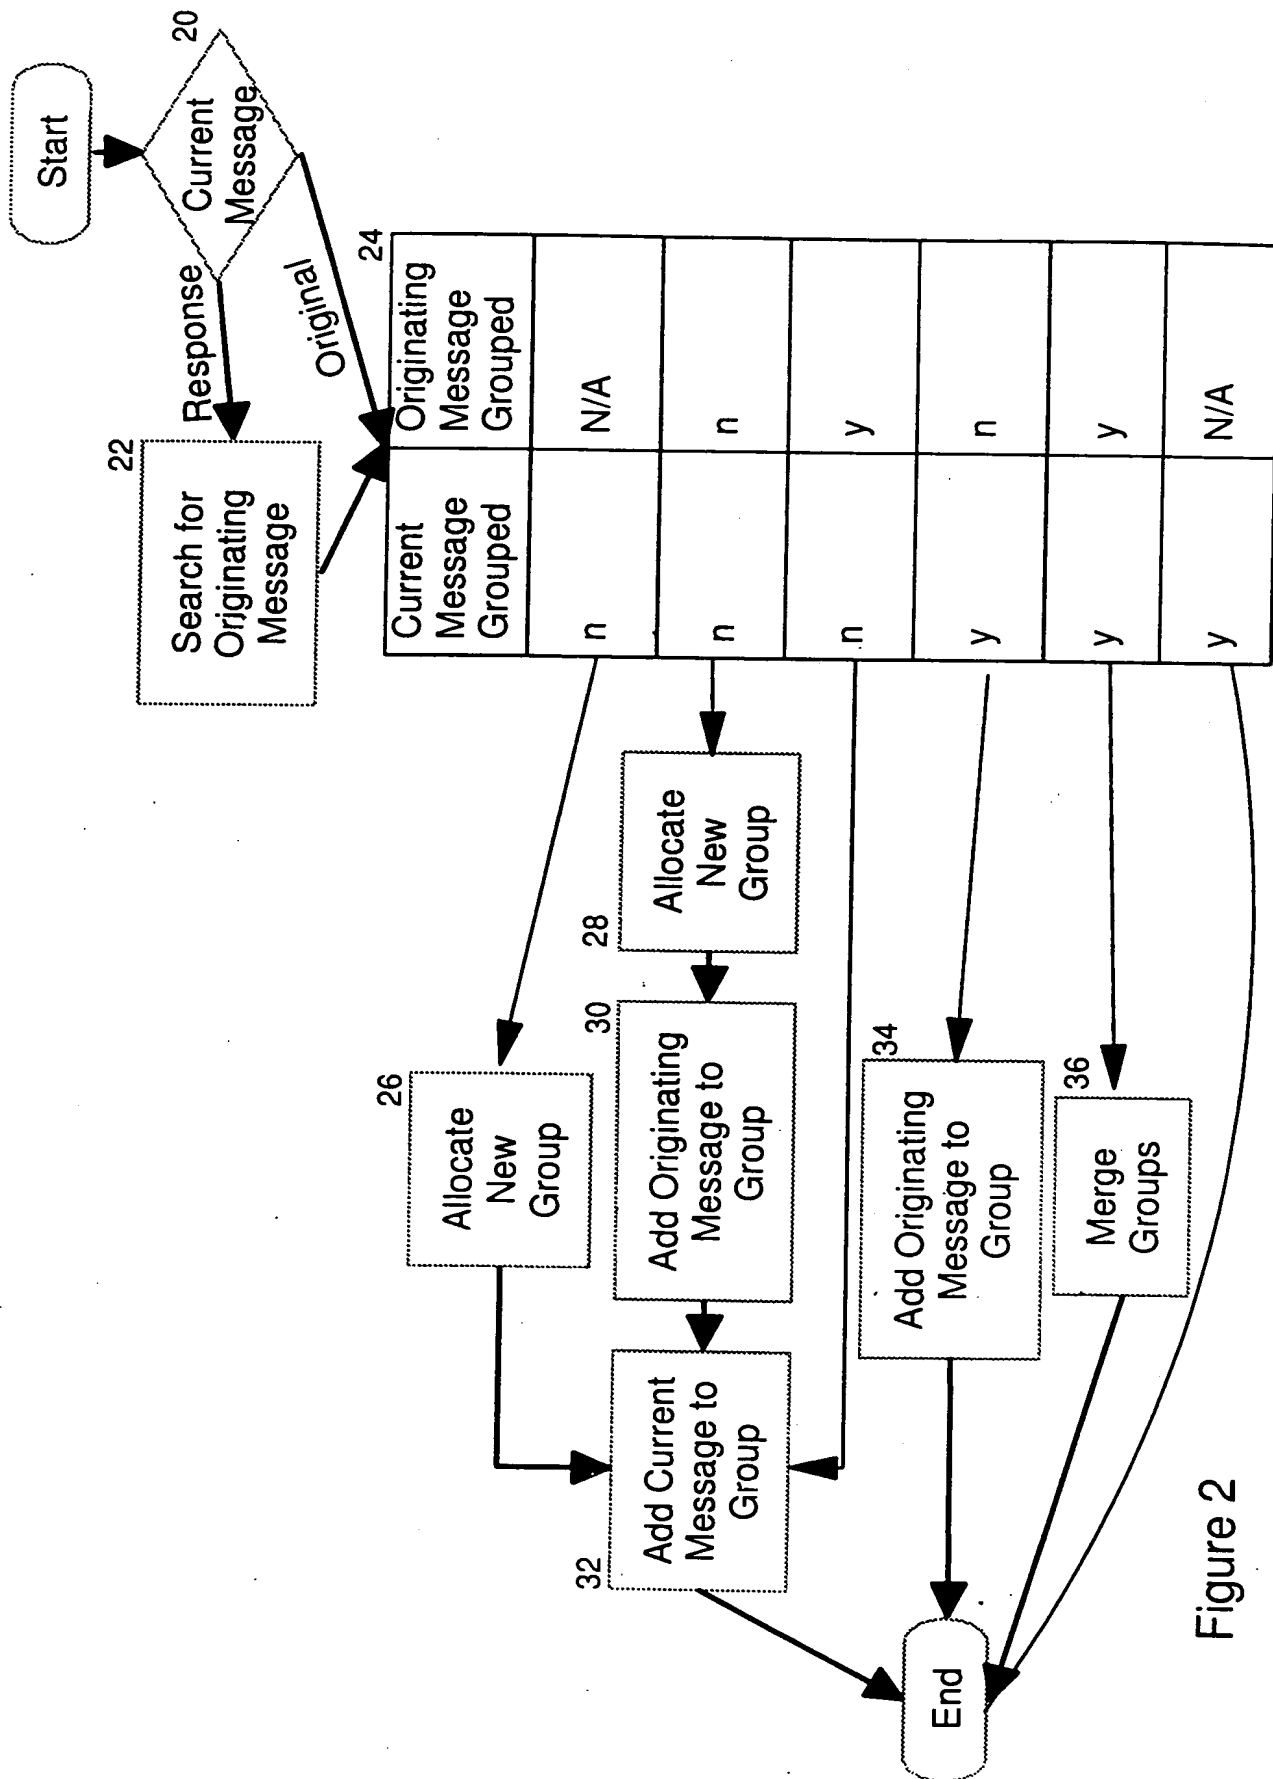 Start
20
Current
Message
Response
Original
22
Search for
Originating
Message
24
Current
Message
Grouped
Originating
Message
Grouped
n
N/A
n
n
n
y
y
n
y
y
y
N/A
26
Allocate
New
Group
28
Allocate
New
Group
30
Add Originating
Message to
Group
32
Add Current
Message to
Group
34
Add Originating
Message to
Group
36
Merge
Groups
End
Figure 2